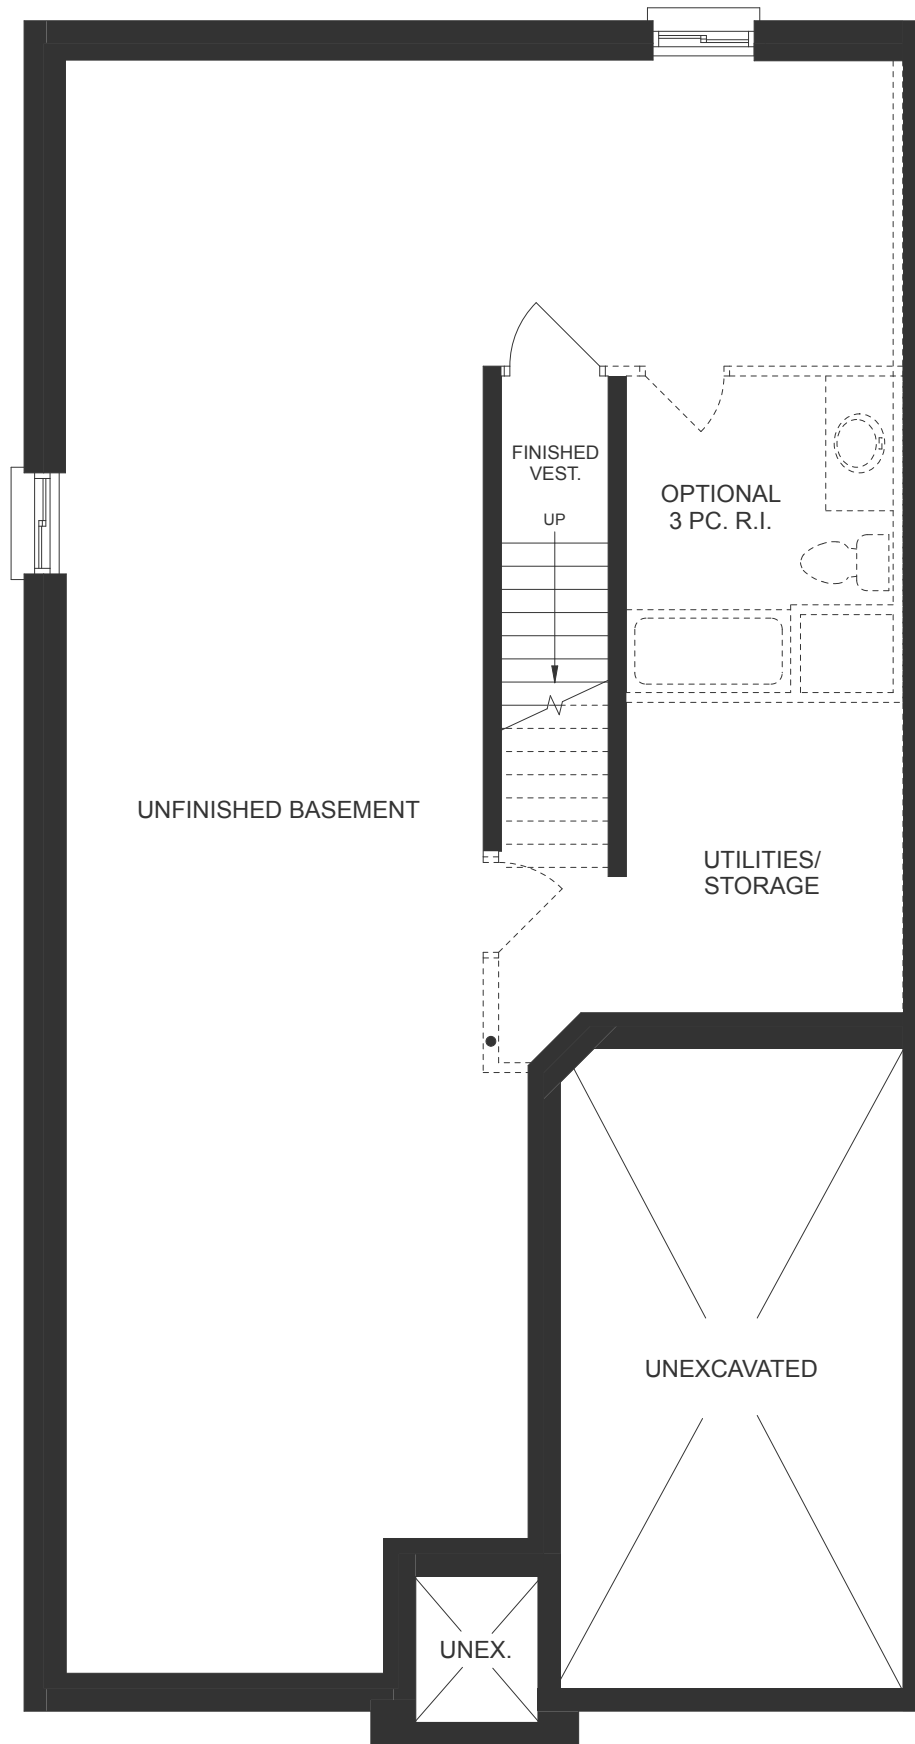 FINISHED
VEST.
UP
OPTIONAL
3 PC. R.I.
UNFINISHED BASEMENT
UTILITIES/
STORAGE
UNEXCAVATED
UNEX.